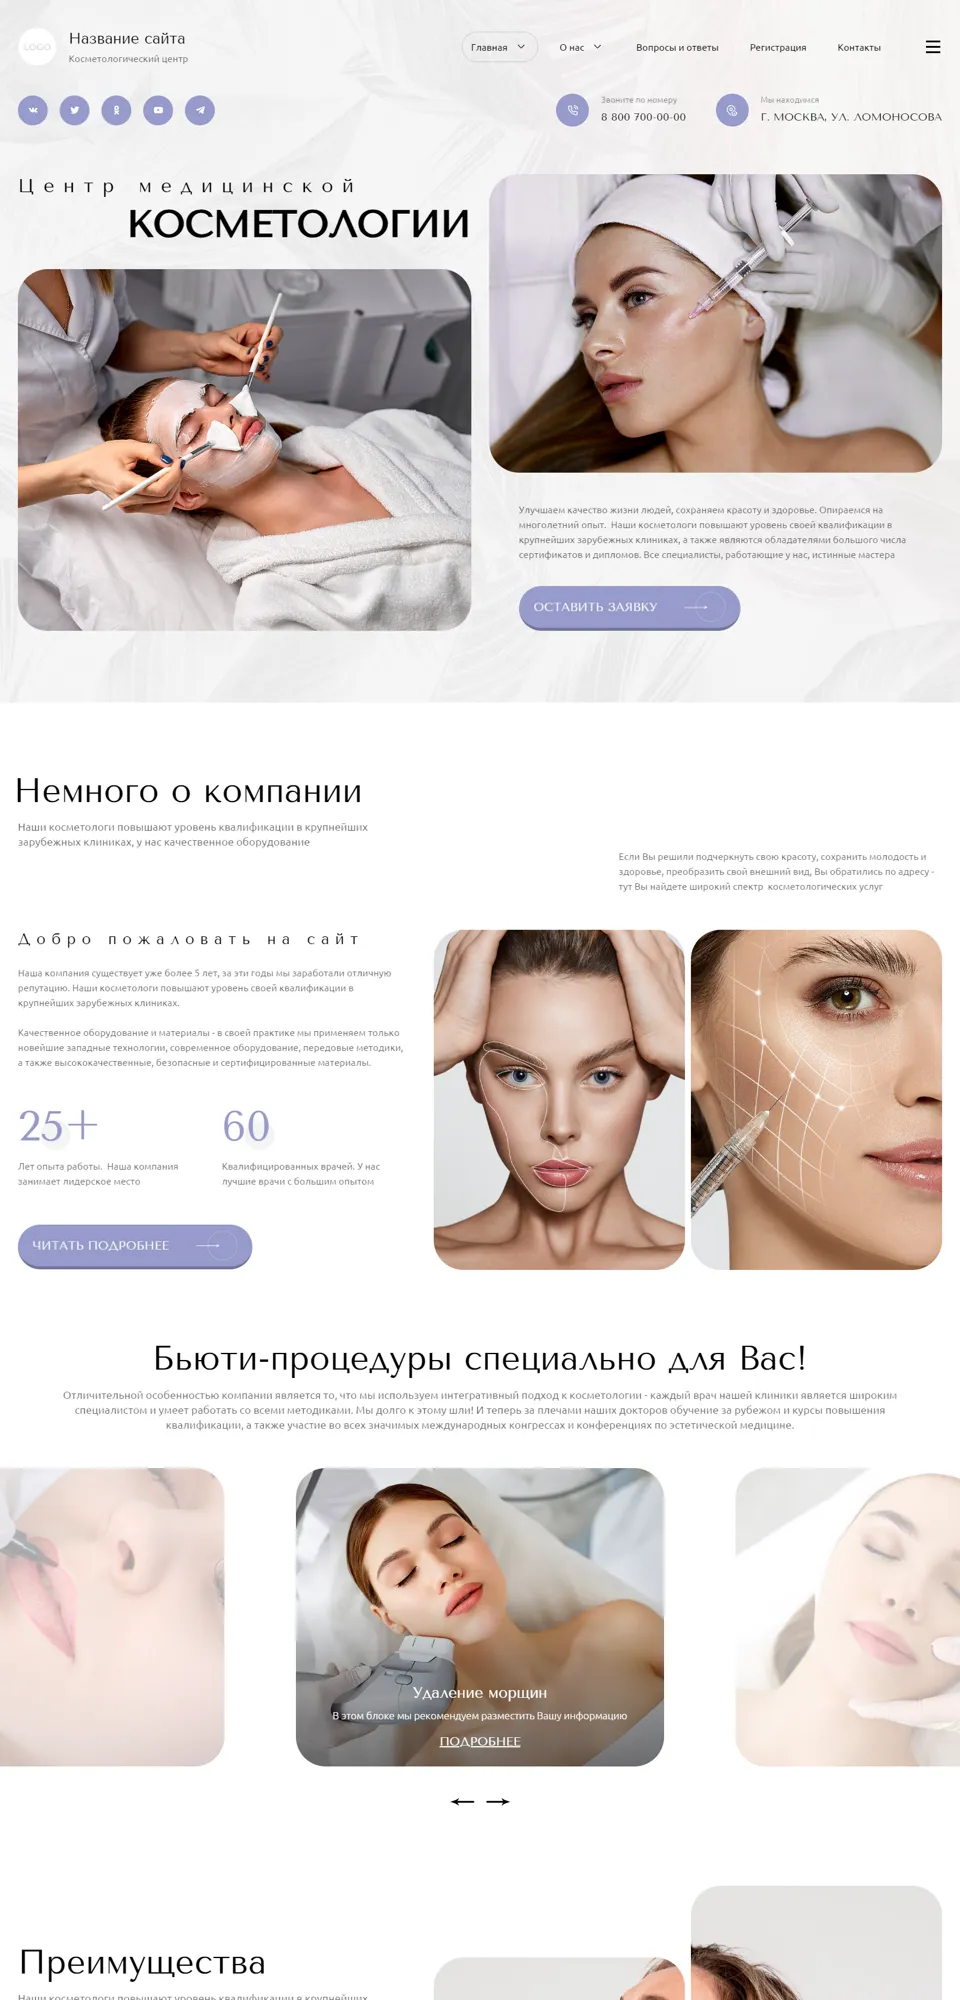 LOGO
Название сайта
Косметологический центр
Главная
О нас
Вопросы и ответы
Регистрация
Контакты
Звоните по номеру
8 800 700-00-00
Мы находимся
Г. МОСКВА, УЛ. ЛОМОНОСОВА
Центр медицинской
КОСМЕТОЛОГИИ
Улучшаем качество жизни людей, сохраняем красоту и здоровье. Опираемся на
многолетний опыт. Наши косметологи повышают уровень своей квалификации в
крупнейших зарубежных клиниках, а также являются обладателями большого числа
сертификатов и дипломов. Все специалисты, работающие у нас, истинные мастера
ОСТАВИТЬ ЗАЯВКУ
Немного о компании
Наши косметологи повышают уровень квалификации в крупнейших
зарубежных клиниках, у нас качественное оборудование
Если Вы решили подчеркнуть свою красоту, сохранить молодость и
здоровье, преобразить свой внешний вид, Вы обратились по адресу -
тут Вы найдете широкий спектр косметологических услуг
Добро пожаловать на сайт
Наша компания существует уже более 5 лет, за эти годы мы заработали отличную
репутацию. Наши косметологи повышают уровень своей квалификации в
крупнейших зарубежных клиниках.
Качественное оборудование и материалы - в своей практике мы применяем только
новейшие западные технологии, современное оборудование, передовые методики,
а также высококачественные, безопасные и сертифицированные материалы.
25+
Лет опыта работы. Наша компания
занимает лидерское место
60
Квалифицированных врачей. У нас
лучшие врачи с большим опытом
ЧИТАТЬ ПОДРОБНЕЕ
Бьюти-процедуры специально для Вас!
Отличительной особенностью компании является то, что мы используем интегративный подход к косметологии - каждый врач нашей клиники является широким
специалистом и умеет работать со всеми методиками. Мы долго к этому шли! И теперь за плечами наших докторов обучение за рубежом и курсы повышения
квалификации, а также участие во всех значимых международных конгрессах и конференциях по эстетической медицине.
Удаление морщин
В этом блоке мы рекомендуем разместить Вашу информацию
ПОДРОБНЕЕ
Преимущества
Наши косметологи повышают уровень квалификации в крупнейших